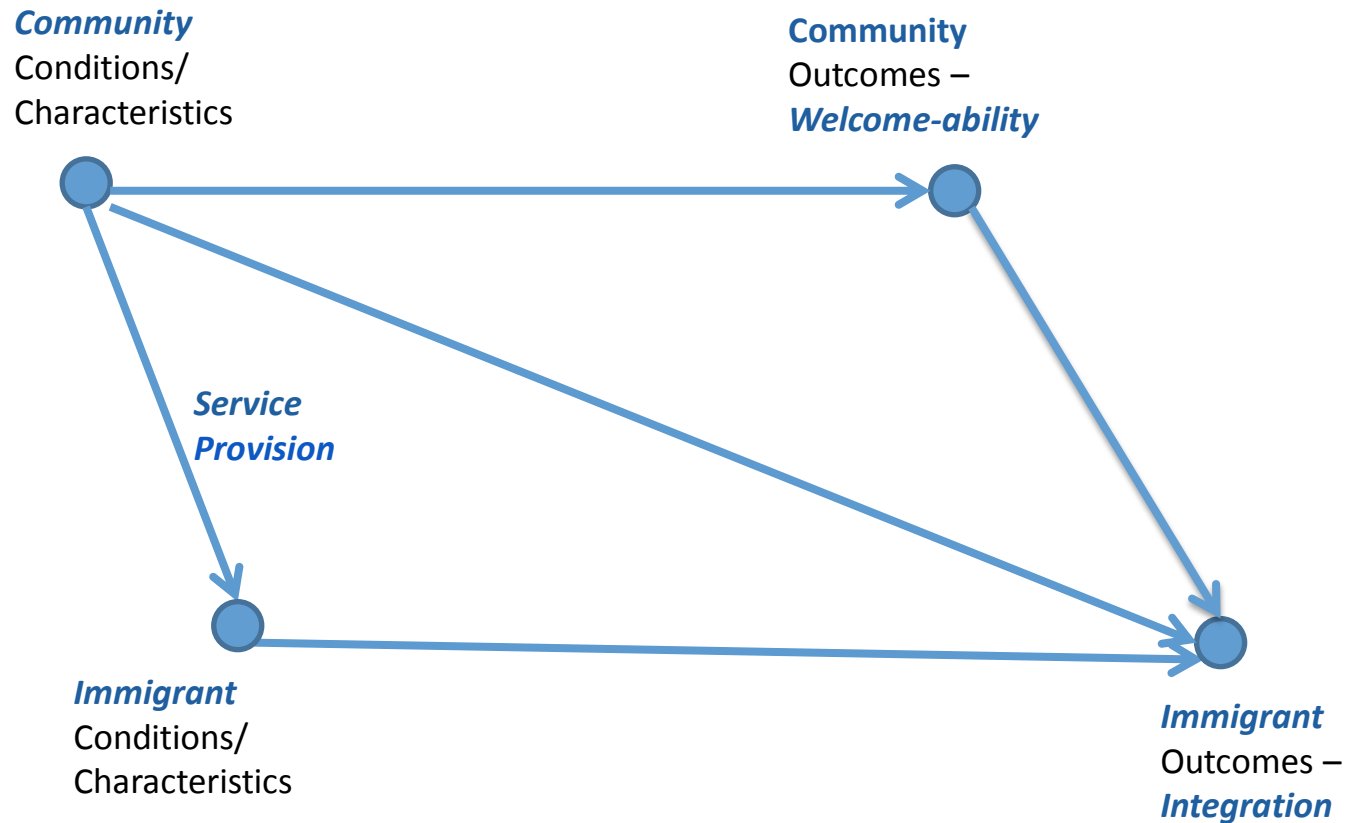 Community
Conditions/
Characteristics
Community
Outcomes –
Welcome-ability
Service
Provision
Immigrant
Conditions/
Characteristics
Immigrant
Outcomes –
Integration